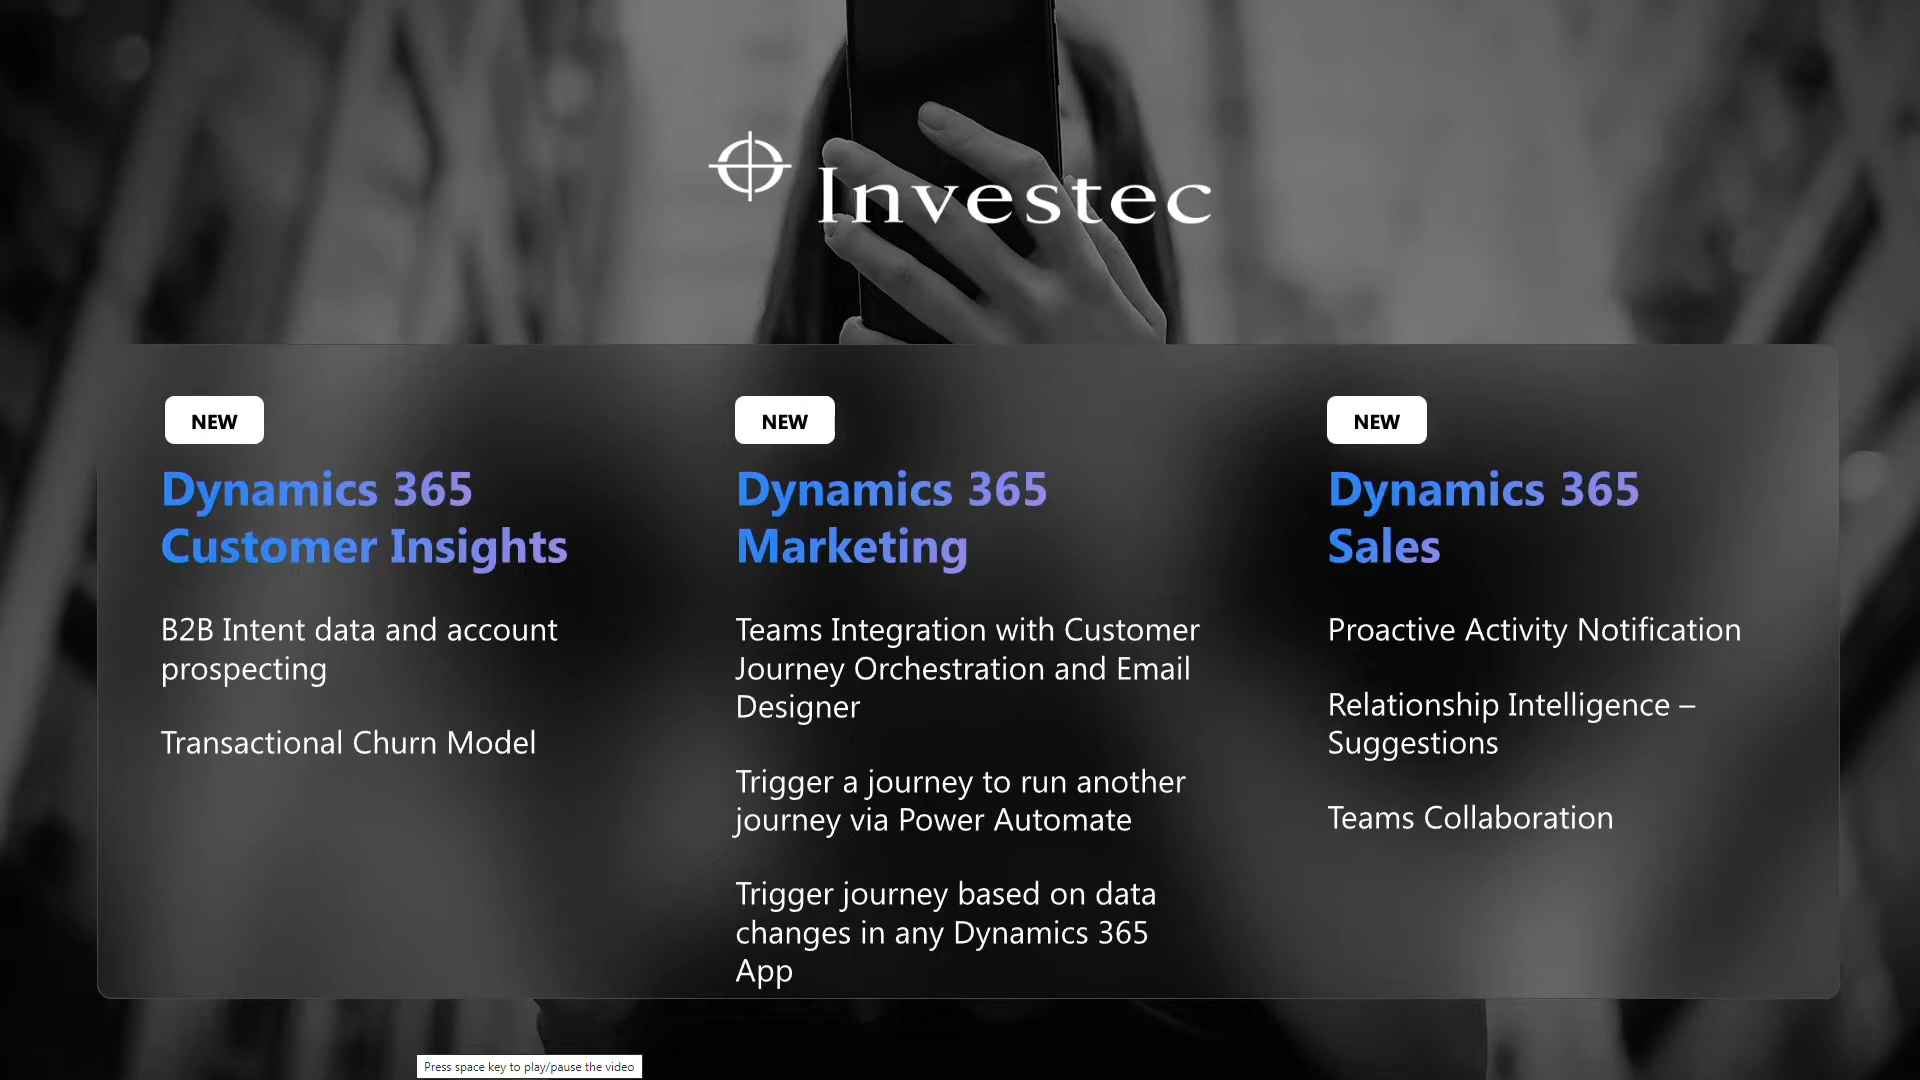 Investec
NEW
Dynamics 365
Customer Insights
B2B Intent data and account
prospecting
Transactional Churn Model
NEW
Dynamics 365
Marketing
Teams Integration with Customer
Journey Orchestration and Email
Designer
Trigger a journey to run another
journey via Power Automate
Trigger journey based on data
changes in any Dynamics 365
App
NEW
Dynamics 365
Sales
Proactive Activity Notification
Relationship Intelligence –
Suggestions
Teams Collaboration
Press space key to play/pause the video